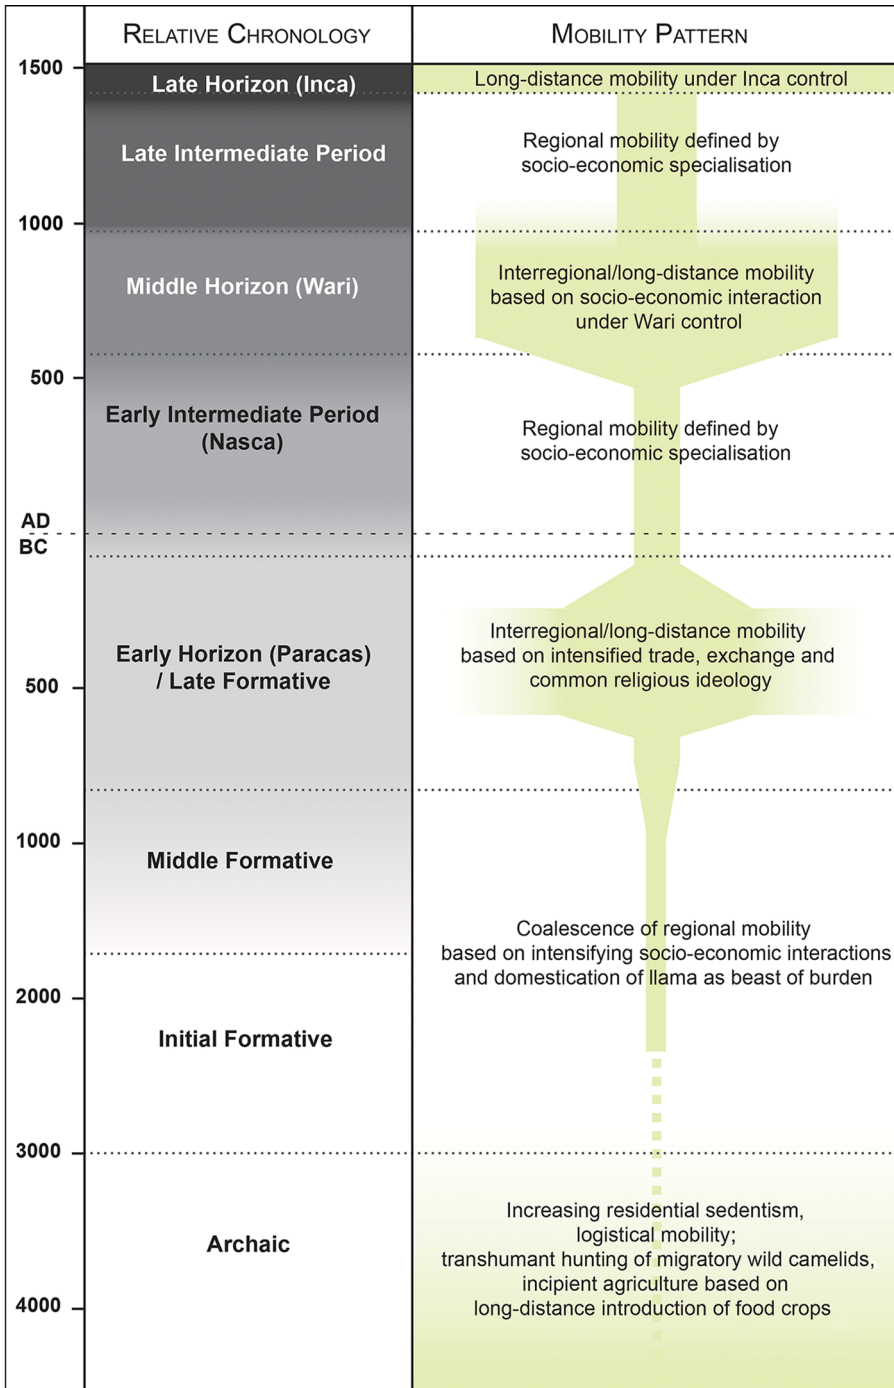 RELATIVE CHRONOLOGY
MOBILITY PATTERN
1500
Late Horizon (Inca)
Long-distance mobility under Inca control
Late Intermediate Period
Regional mobility defined by
socio-economic specialisation
1000
Middle Horizon (Wari)
Interregional/long-distance mobility
based on socio-economic interaction
under Wari control
500
Early Intermediate Period
(Nasca)
Regional mobility defined by
socio-economic specialisation
AD
BC
Early Horizon (Paracas)
/ Late Formative
Interregional/long-distance mobility
based on intensified trade, exchange and
common religious ideology
500
1000
Middle Formative
Coalescence of regional mobility
based on intensifying socio-economic interactions
and domestication of llama as beast of burden
2000
Initial Formative
3000
Archaic
Increasing residential sedentism,
logistical mobility;
transhumant hunting of migratory wild camelids,
incipient agriculture based on
long-distance introduction of food crops
4000